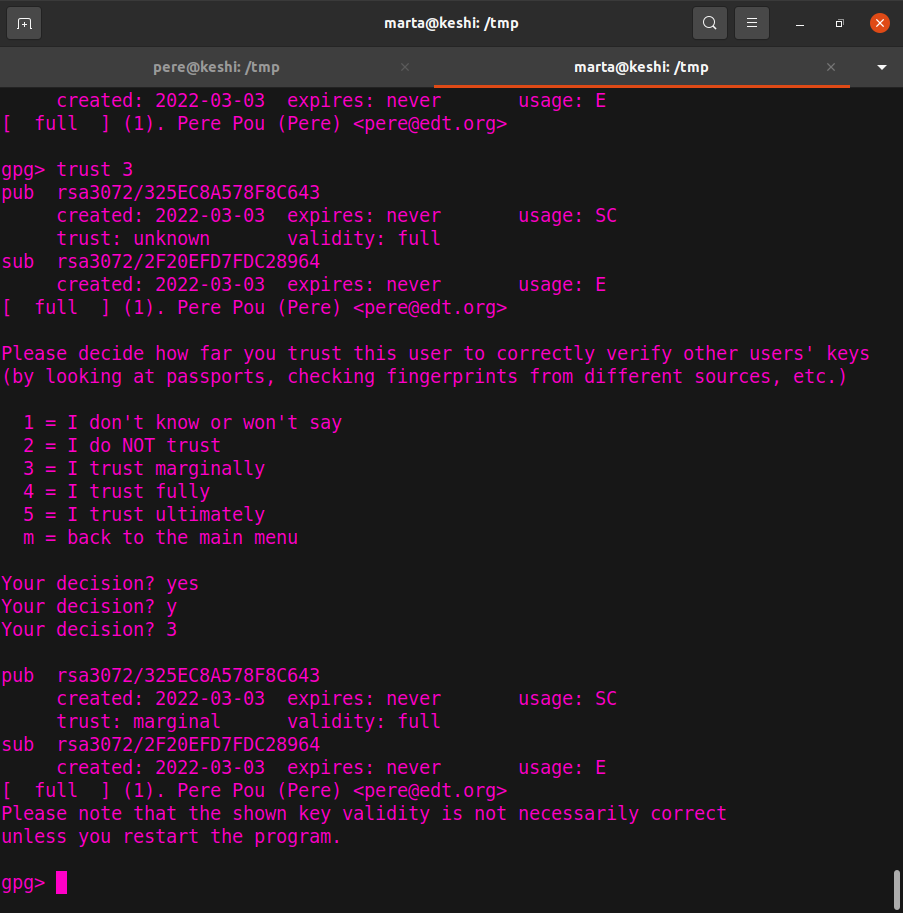 marta@keshi: /tmp
pere@keshi: /tmp
marta@keshi: /tmp
created: 2022-03-03  expires: never       usage: E
[  full  ] (1). Pere Pou (Pere) <pere@edt.org>
gpg> trust 3
pub  rsa3072/325EC8A578F8C643
created: 2022-03-03  expires: never       usage: SC
trust: unknown       validity: full
sub  rsa3072/2F20EFD7FDC28964
created: 2022-03-03  expires: never       usage: E
[  full  ] (1). Pere Pou (Pere) <pere@edt.org>
Please decide how far you trust this user to correctly verify other users' keys
(by looking at passports, checking fingerprints from different sources, etc.)
1 = I don't know or won't say
2 = I do NOT trust
3 = I trust marginally
4 = I trust fully
5 = I trust ultimately
m = back to the main menu
Your decision? yes
Your decision? y
Your decision? 3
pub  rsa3072/325EC8A578F8C643
created: 2022-03-03  expires: never       usage: SC
trust: marginal      validity: full
sub  rsa3072/2F20EFD7FDC28964
created: 2022-03-03  expires: never       usage: E
[  full  ] (1). Pere Pou (Pere) <pere@edt.org>
Please note that the shown key validity is not necessarily correct
unless you restart the program.
gpg>